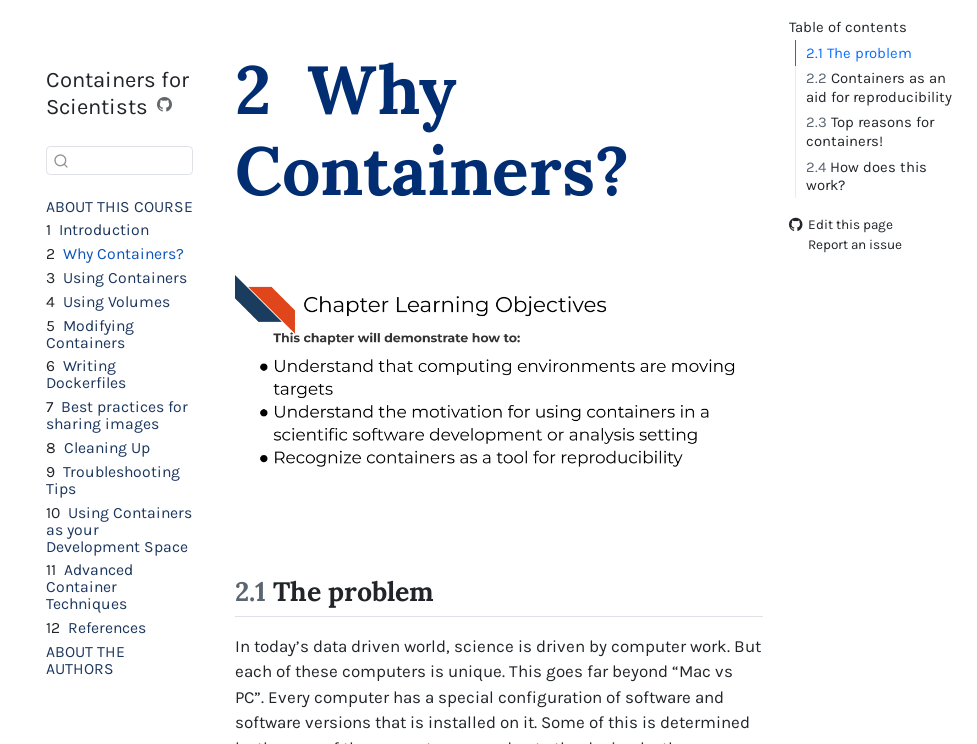 Containers for
Scientists
ABOUT THIS COURSE
1 Introduction
2 Why Containers?
3 Using Containers
4 Using Volumes
5 Modifying
Containers
6 Writing
Dockerfiles
7 Best practices for
sharing images
8 Cleaning Up
9 Troubleshooting
Tips
10 Using Containers
as your
Development Space
11 Advanced
Container
Techniques
12 References
ABOUT THE
AUTHORS
2 Why
Containers?
Chapter Learning Objectives
This chapter will demonstrate how to:
● Understand that computing environments are moving
targets
● Understand the motivation for using containers in a
scientific software development or analysis setting
● Recognize containers as a tool for reproducibility
2.1 The problem
In today’s data driven world, science is driven by computer work. But
each of these computers is unique. This goes far beyond “Mac vs
PC”. Every computer has a special configuration of software and
software versions that is installed on it. Some of this is determined
Table of contents
2.1 The problem
2.2 Containers as an
aid for reproducibility
2.3 Top reasons for
containers!
2.4 How does this
work?
Edit this page
Report an issue